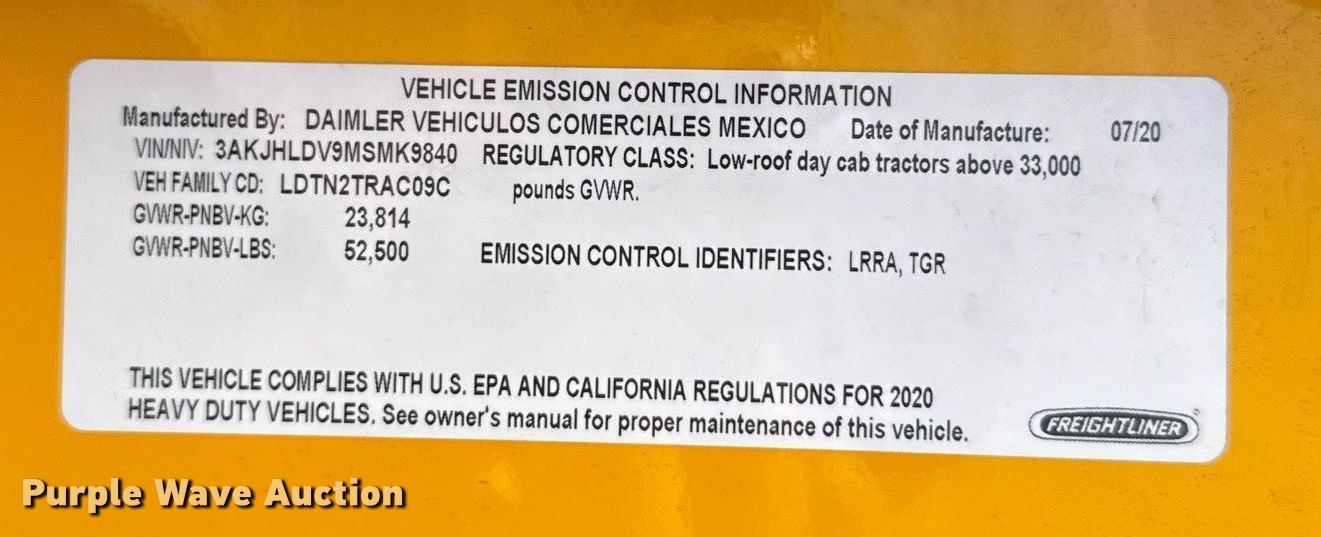 VEHICLE EMISSION CONTROL INFORMATION
Manufactured By: DAIMLER VEHICULOS COMERCIALES MEXICO Date of Manufacture: 07/20
VIN/NIV: 3AKJHLDV9MSMK9840 REGULATORY CLASS: Low-roof day cab tractors above 33,000
VEH FAMILY CD: LDTN2TRAC09C pounds GVWR.
GVWR-PNBV-KG: 23,814
GVWR-PNBV-LBS: 52,500 EMISSION CONTROL IDENTIFIERS: LRRA, TGR
THIS VEHICLE COMPLIES WITH U.S. EPA AND CALIFORNIA REGULATIONS FOR 2020
HEAVY DUTY VEHICLES. See owner's manual for proper maintenance of this vehicle.
FREIGHTLINER
Purple Wave Auction